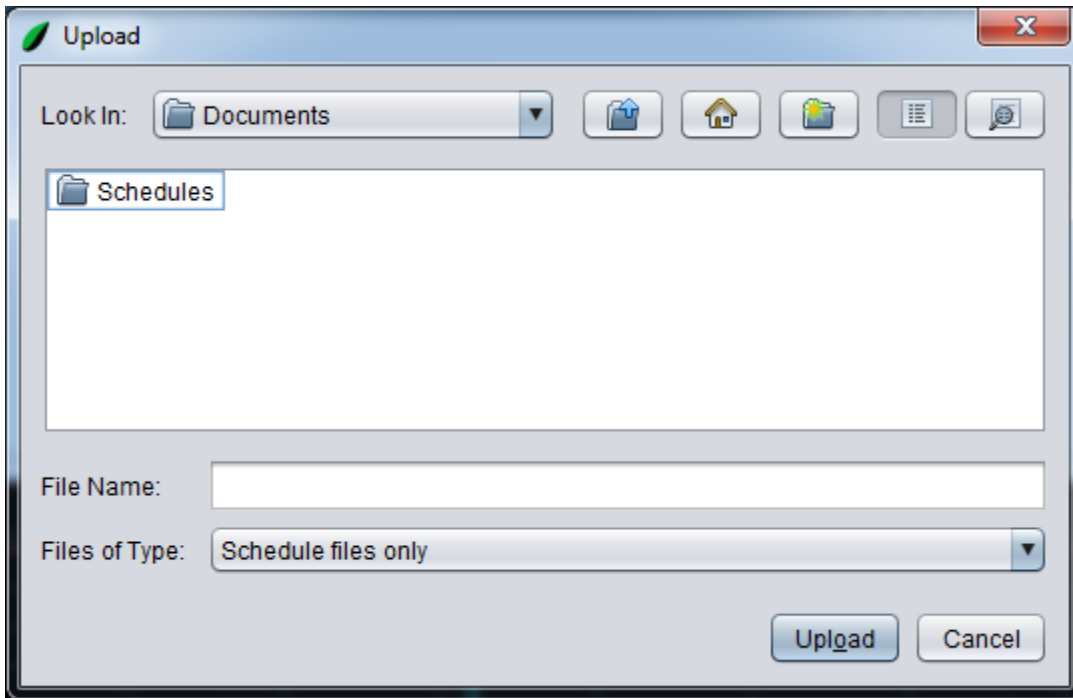 Upload
Look In: Documents
Schedules
File Name:
Files of Type: Schedule files only
Upload Cancel